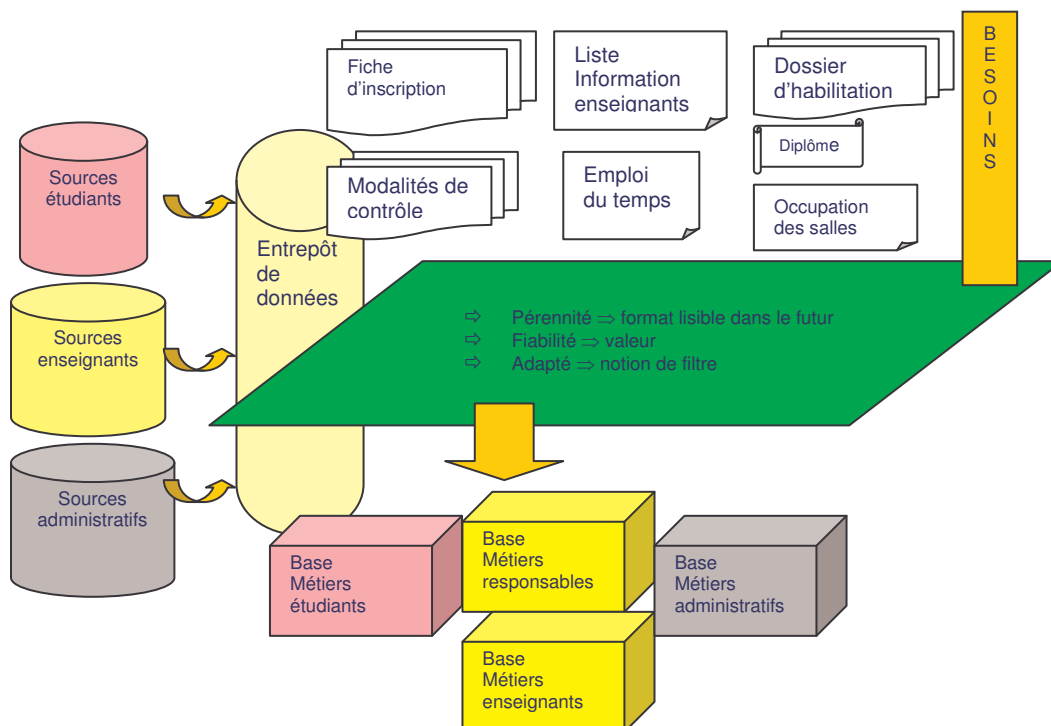 Fiche
d'inscription
Liste
Information
enseignants
Dossier
d'habilitation
Diplôme
B
E
S
O
I
N
S
Sources
étudiants
Modalités de
contrôle
Emploi
du temps
Occupation
des salles
Entrepôt
de
données
Sources
enseignants
⇨ Pérennité ⇒ format lisible dans le futur
⇨ Fiabilité ⇒ valeur
⇨ Adapté ⇒ notion de filtre
Sources
administratifs
Base
Métiers
étudiants
Base
Métiers
responsables
Base
Métiers
administratifs
Base
Métiers
enseignants